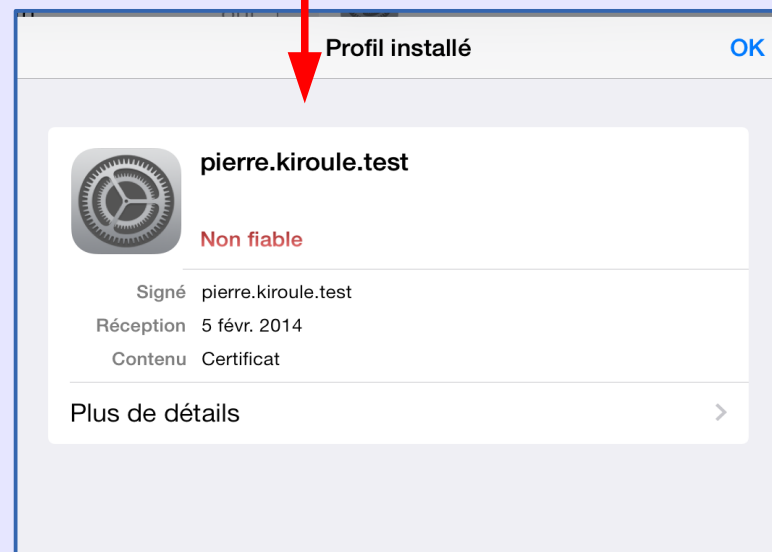 Profil installé
OK
pierre.kiroule.test
Non fiable
Signé pierre.kiroule.test
Réception 5 févr. 2014
Contenu Certificat
Plus de détails